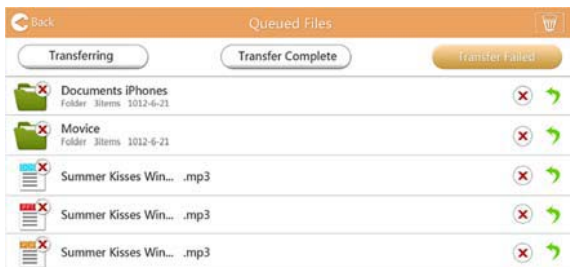 Back Queued Files
Transferring Transfer Complete Transfer Failed
Documents iPhones
Folder 3items 1012-6-21
Movice
Folder 3items 1012-6-21
Summer Kisses Win... .mp3
Summer Kisses Win... .mp3
Summer Kisses Win... .mp3